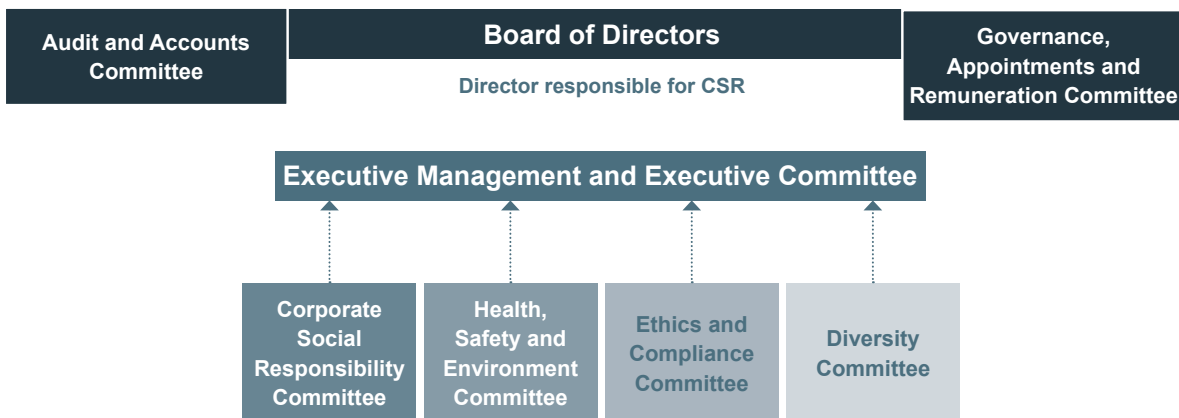 Audit and Accounts
Committee
Board of Directors
Director responsible for CSR
Governance,
Appointments and
Remuneration Committee
Executive Management and Executive Committee
Corporate
Social
Responsibility
Committee
Health,
Safety and
Environment
Committee
Ethics and
Compliance
Committee
Diversity
Committee